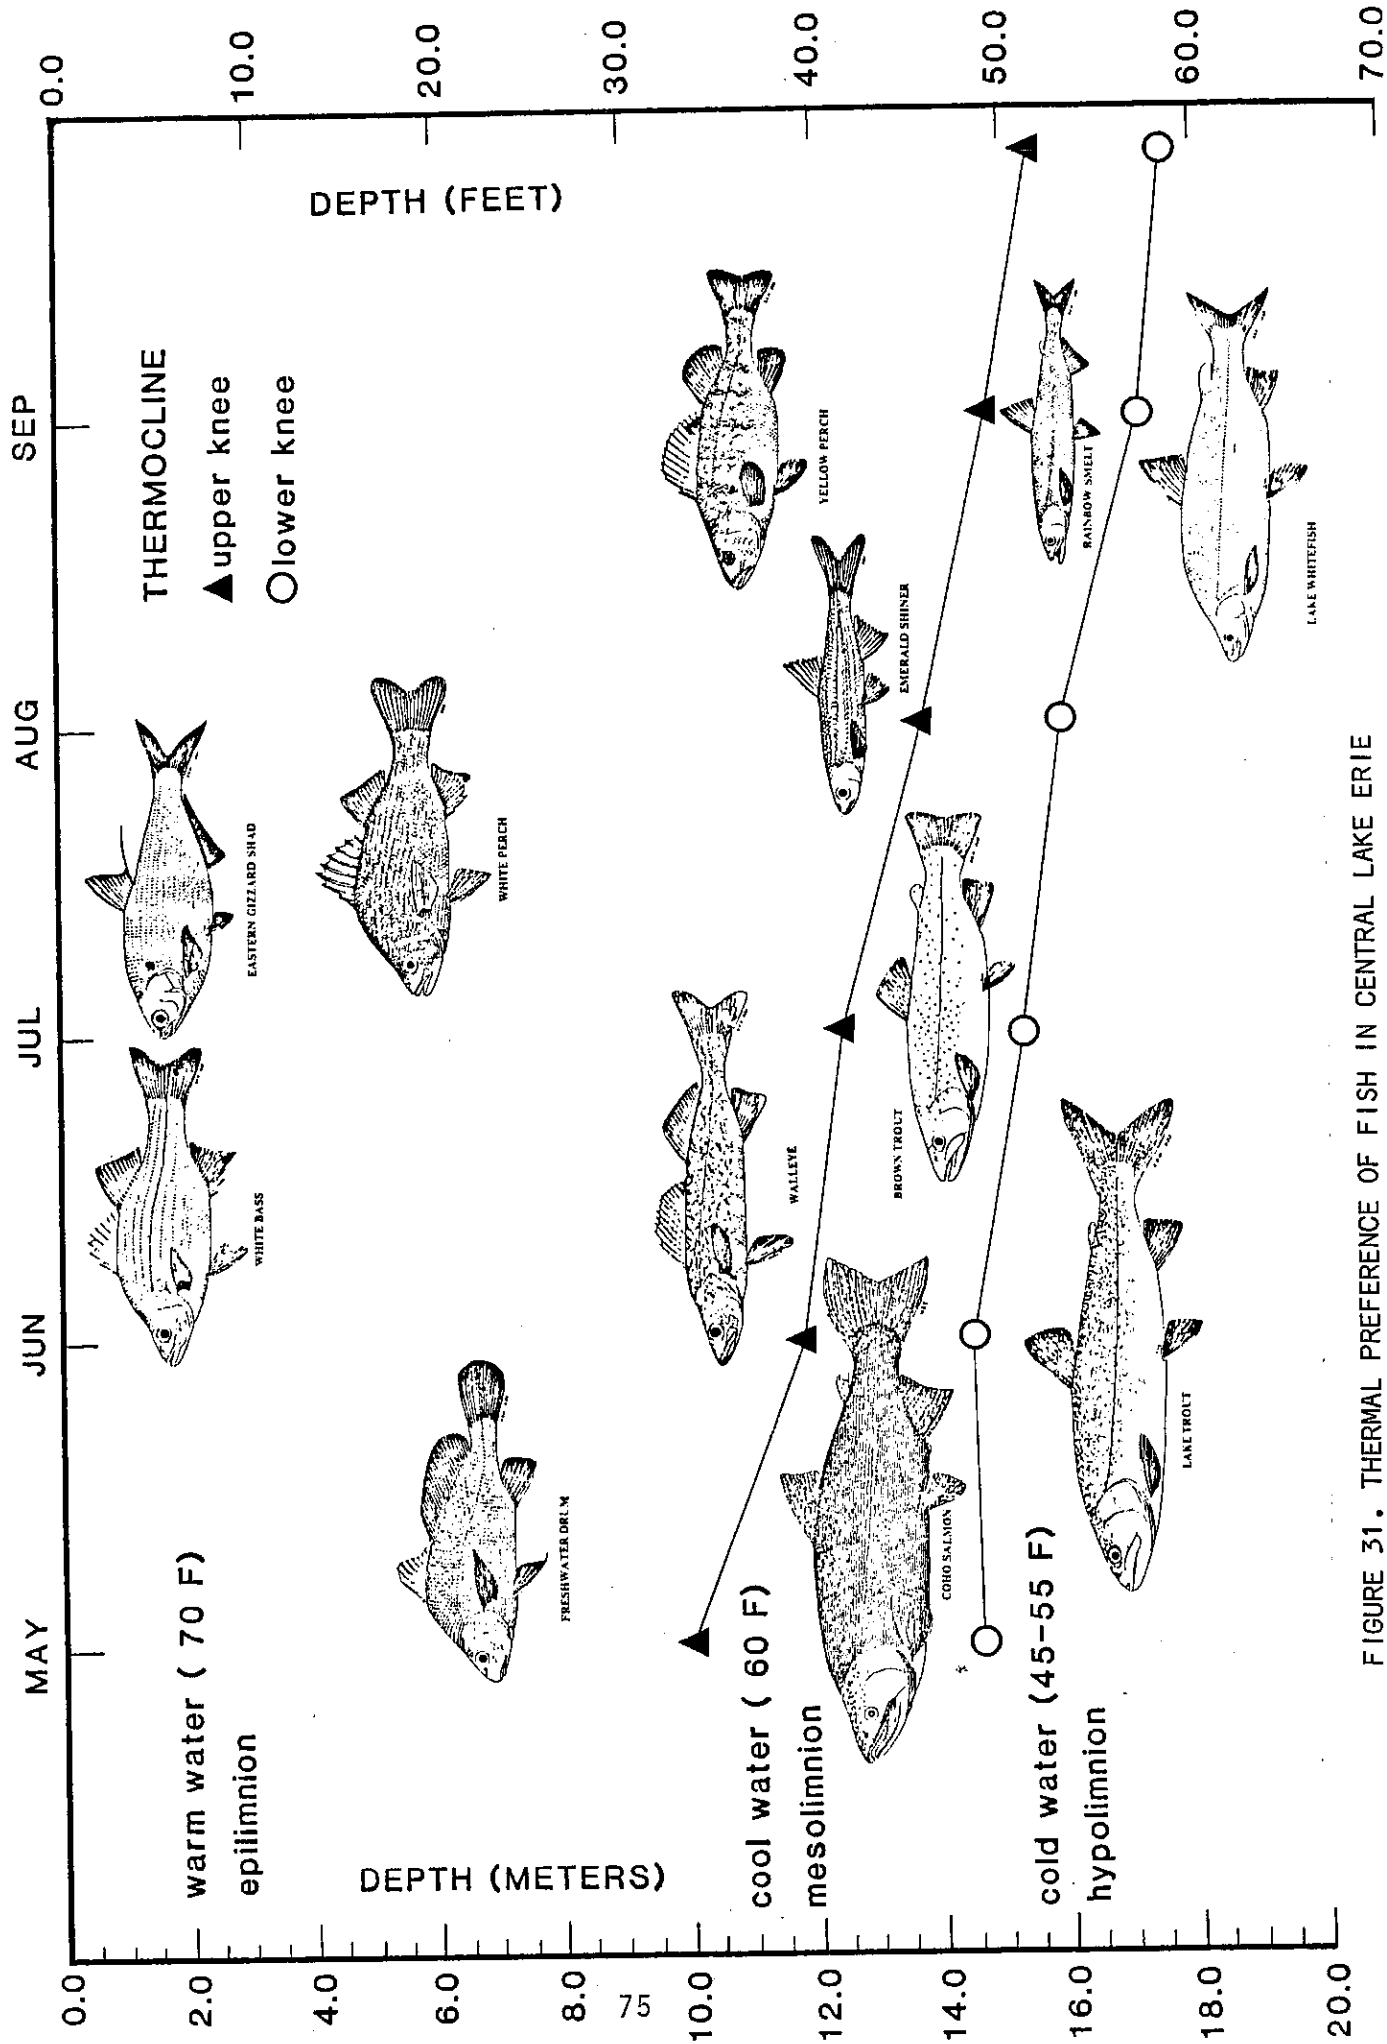 MAY
JUN
JUL
AUG
SEP
0.0
2.0
4.0
6.0
8.0
10.0
12.0
14.0
16.0
18.0
20.0
DEPTH (METERS)
0.0
10.0
20.0
30.0
40.0
50.0
60.0
70.0
DEPTH (FEET)
THERMOCLINE
▲ upper knee
○ lower knee
warm water ( 70 F)
epilimnion
WHITE BASS
EASTERN GIZZARD SHAD
FRESHWATER DRUM
WHITE PERCH
WALLEYE
YELLOW PERCH
EMERALD SHINER
cool water ( 60 F)
mesolimnion
COHO SALMON
BROWN TROUT
RAINBOW SMELT
cold water (45-55 F)
hypolimnion
LAKE TROUT
LAKE WHITEFISH
FIGURE 31. THERMAL PREFERENCE OF FISH IN CENTRAL LAKE ERIE
75